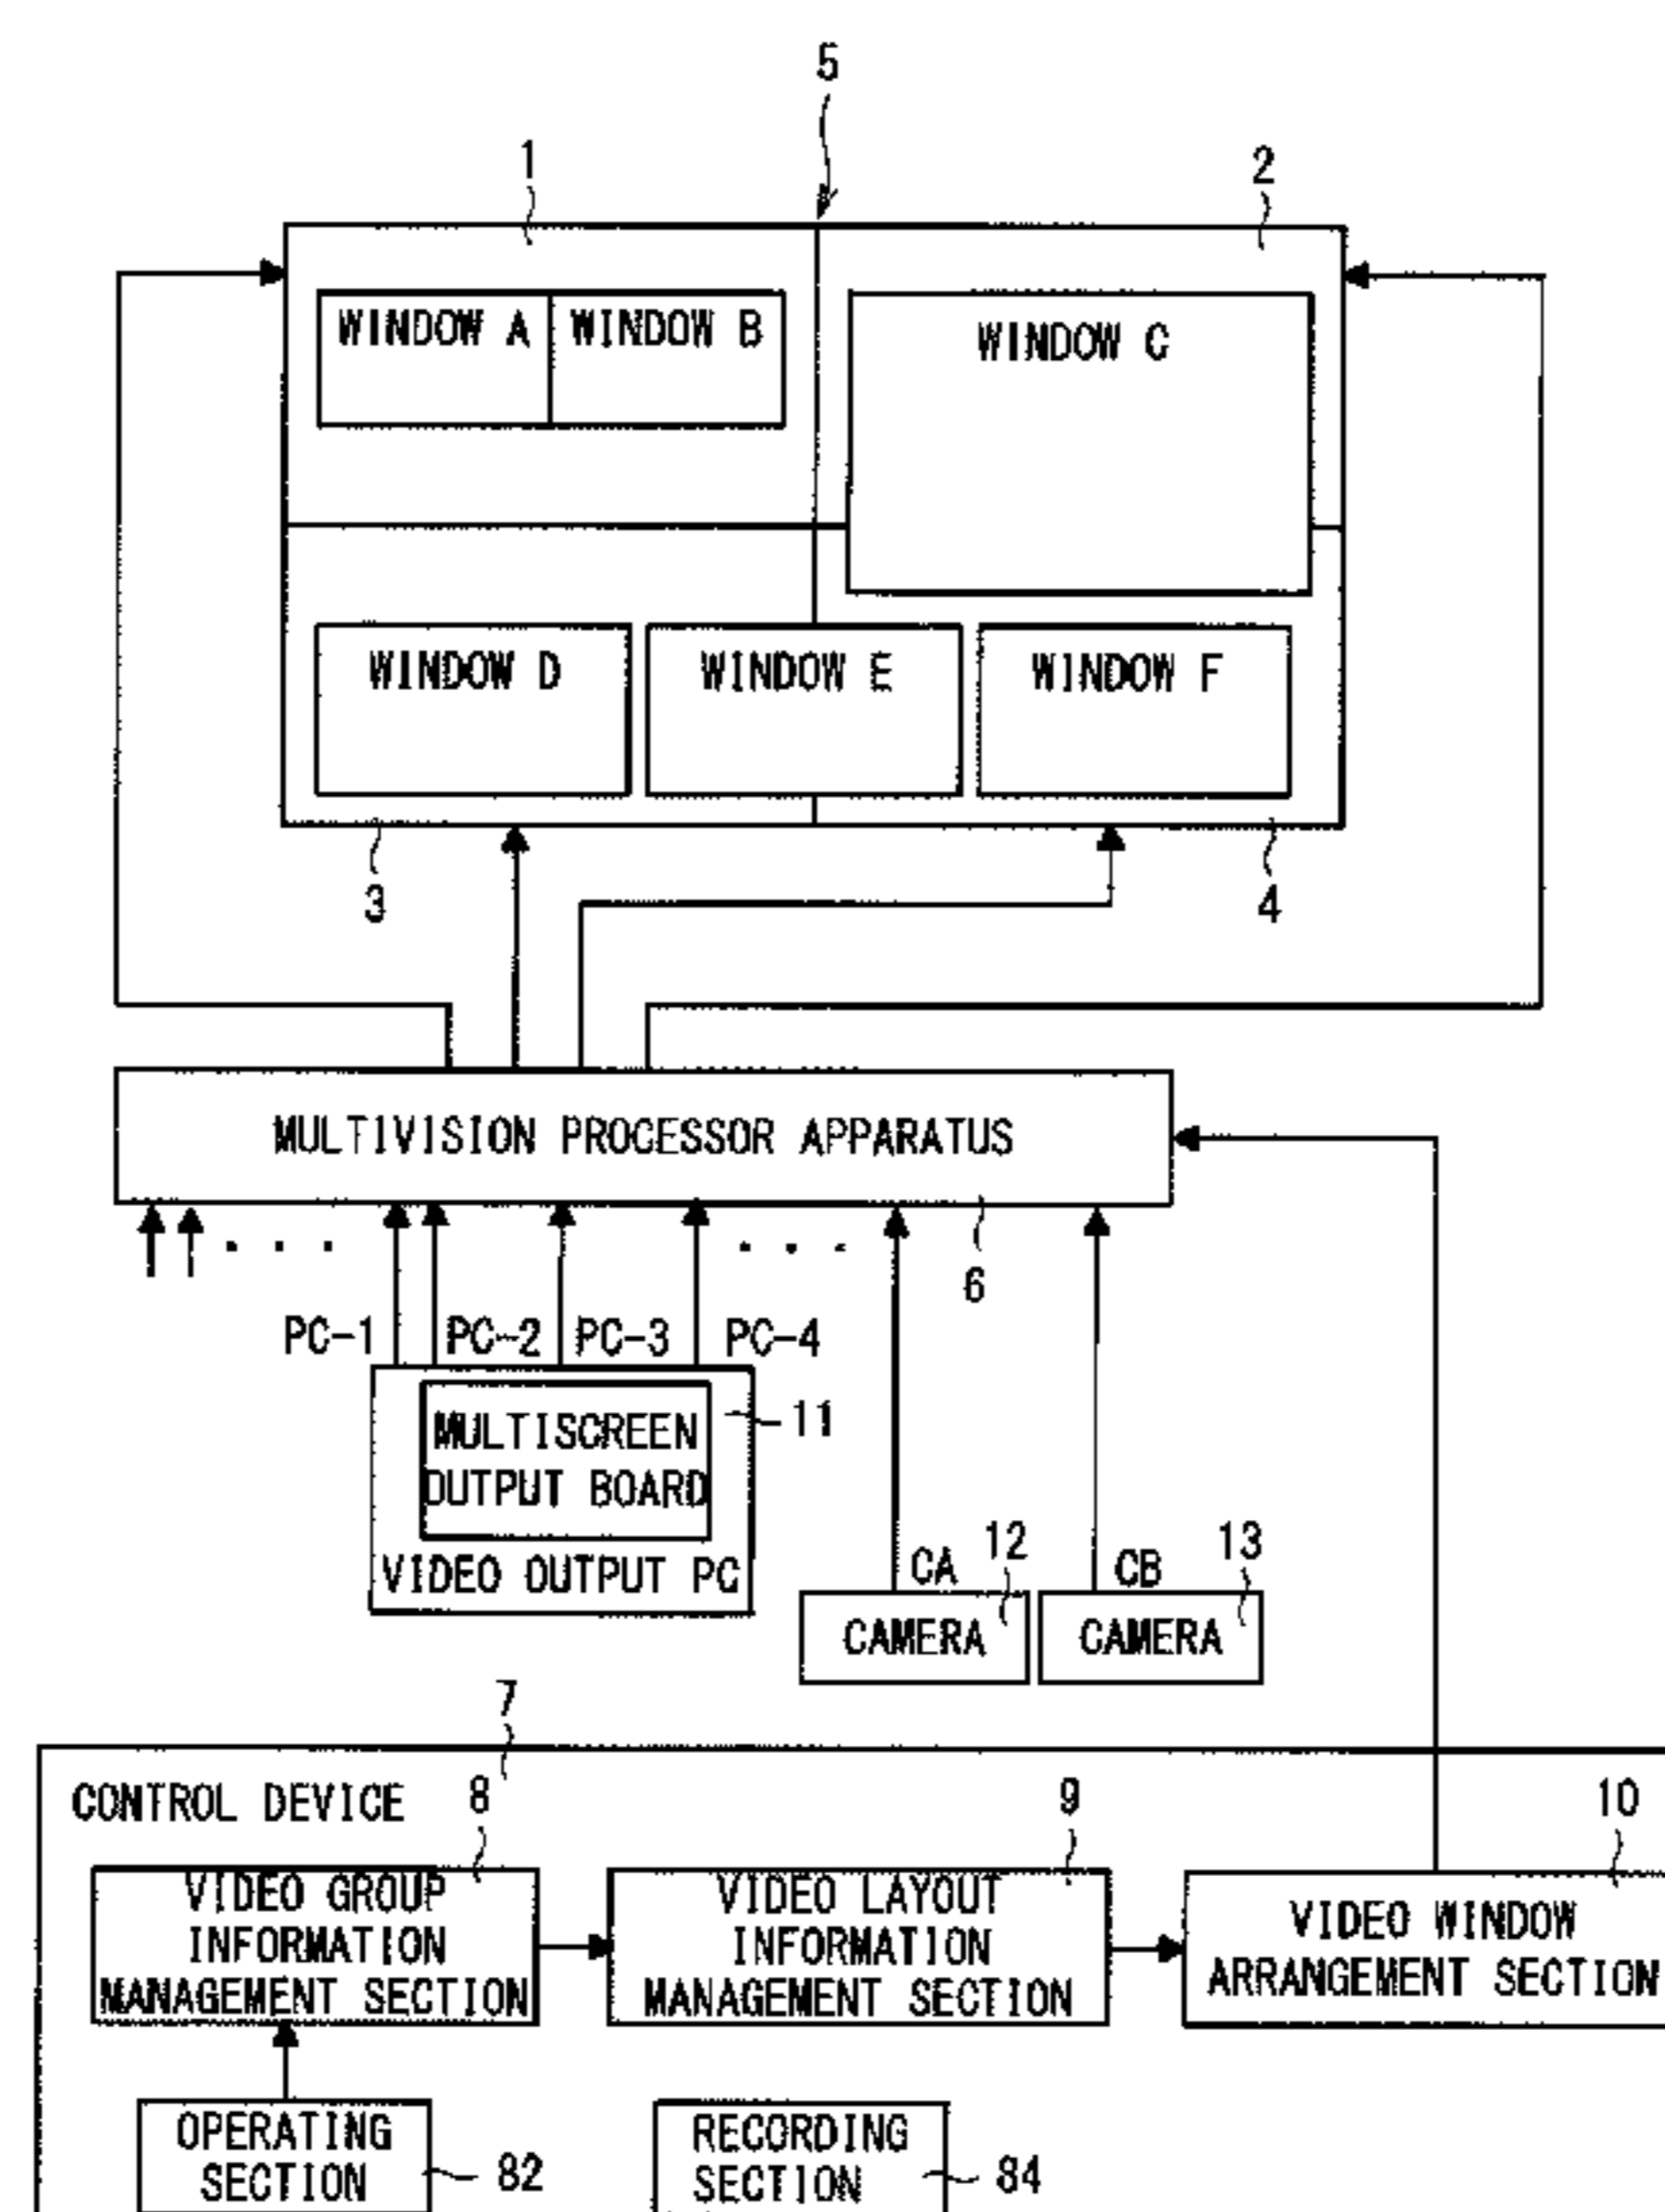 5
1
2
WINDOW A
WINDOW B
WINDOW C
WINDOW D
WINDOW E
WINDOW F
3
4
MULTIVISION PROCESSOR APPARATUS
. . .
. . .
6
PC-1
PC-2
PC-3
PC-4
MULTISCREEN
OUTPUT BOARD
11
VIDEO OUTPUT PC
CA
12
CB
13
CAMERA
CAMERA
7
CONTROL DEVICE
8
9
10
VIDEO GROUP
INFORMATION
MANAGEMENT SECTION
VIDEO LAYOUT
INFORMATION
MANAGEMENT SECTION
VIDEO WINDOW
ARRANGEMENT SECTION
OPERATING
SECTION
82
RECORDING
SECTION
84